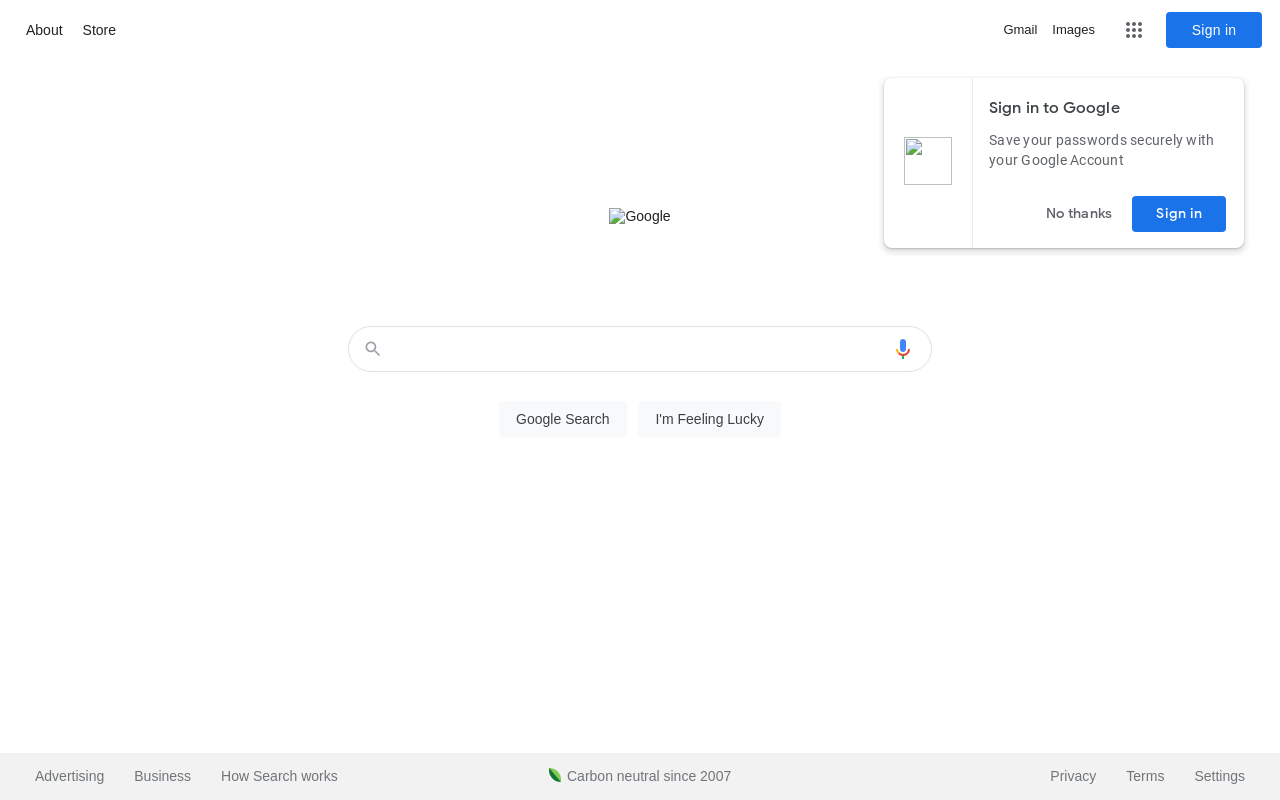 About
Store
Gmail
Images
Sign in
Sign in to Google
Save your passwords securely with
your Google Account
No thanks
Sign in
Google
Google Search
I'm Feeling Lucky
Advertising
Business
How Search works
Carbon neutral since 2007
Privacy
Terms
Settings